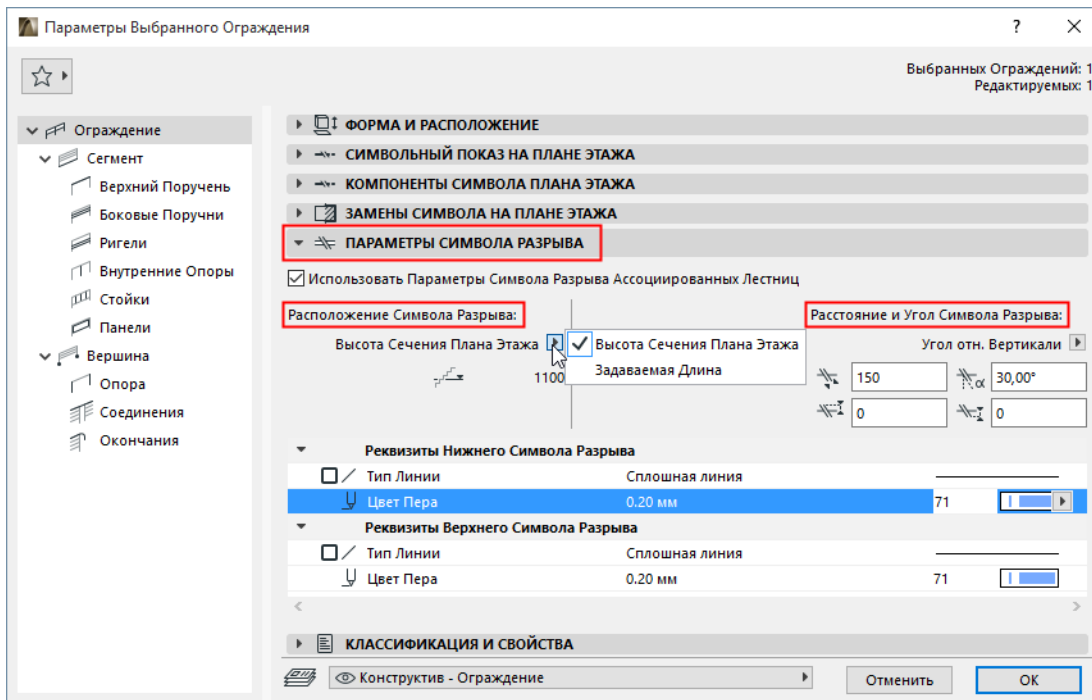 Параметры Выбранного Ограждения
?
Выбранных Ограждений: 1
Редактируемых: 1
Ограждение
Сегмент
Верхний Поручень
Боковые Поручни
Ригели
Внутренние Опоры
Стойки
Панели
Вершина
Опора
Соединения
Окончания
ФОРМА И РАСПОЛОЖЕНИЕ
СИМВОЛЬНЫЙ ПОКАЗ НА ПЛАНЕ ЭТАЖА
КОМПОНЕНТЫ СИМВОЛА ПЛАНА ЭТАЖА
ЗАМЕНЫ СИМВОЛА НА ПЛАНЕ ЭТАЖА
ПАРАМЕТРЫ СИМВОЛА РАЗРЫВА
Использовать Параметры Символа Разрыва Ассоциированных Лестниц
Расположение Символа Разрыва:
Расстояние и Угол Символа Разрыва:
Высота Сечения Плана Этажа
Высота Сечения Плана Этажа
Угол отн. Вертикали
Задаваемая Длина
1100
150
α 30,00°
0
0
Реквизиты Нижнего Символа Разрыва
Тип Линии Сплошная линия
Цвет Пера 0.20 мм 71
Реквизиты Верхнего Символа Разрыва
Тип Линии Сплошная линия
Цвет Пера 0.20 мм 71
КЛАССИФИКАЦИЯ И СВОЙСТВА
Конструктив - Ограждение
Отменить
ОК